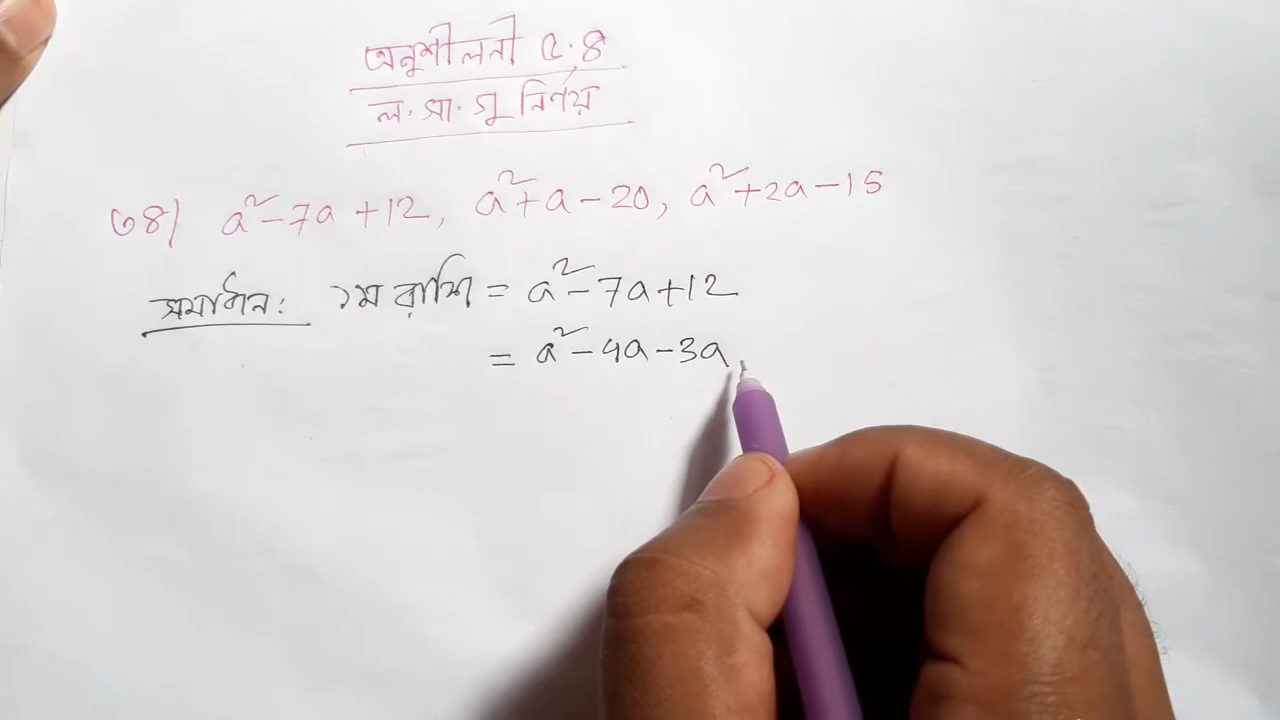 অনুশীলনী ৫.৪
ল. সা. গু নির্ণয়
৩৪) a²-7a+12, a²+a-20, a²+2a-15
সমাধান: ১ম রাশি = a²-7a+12
= a²-4a-3a